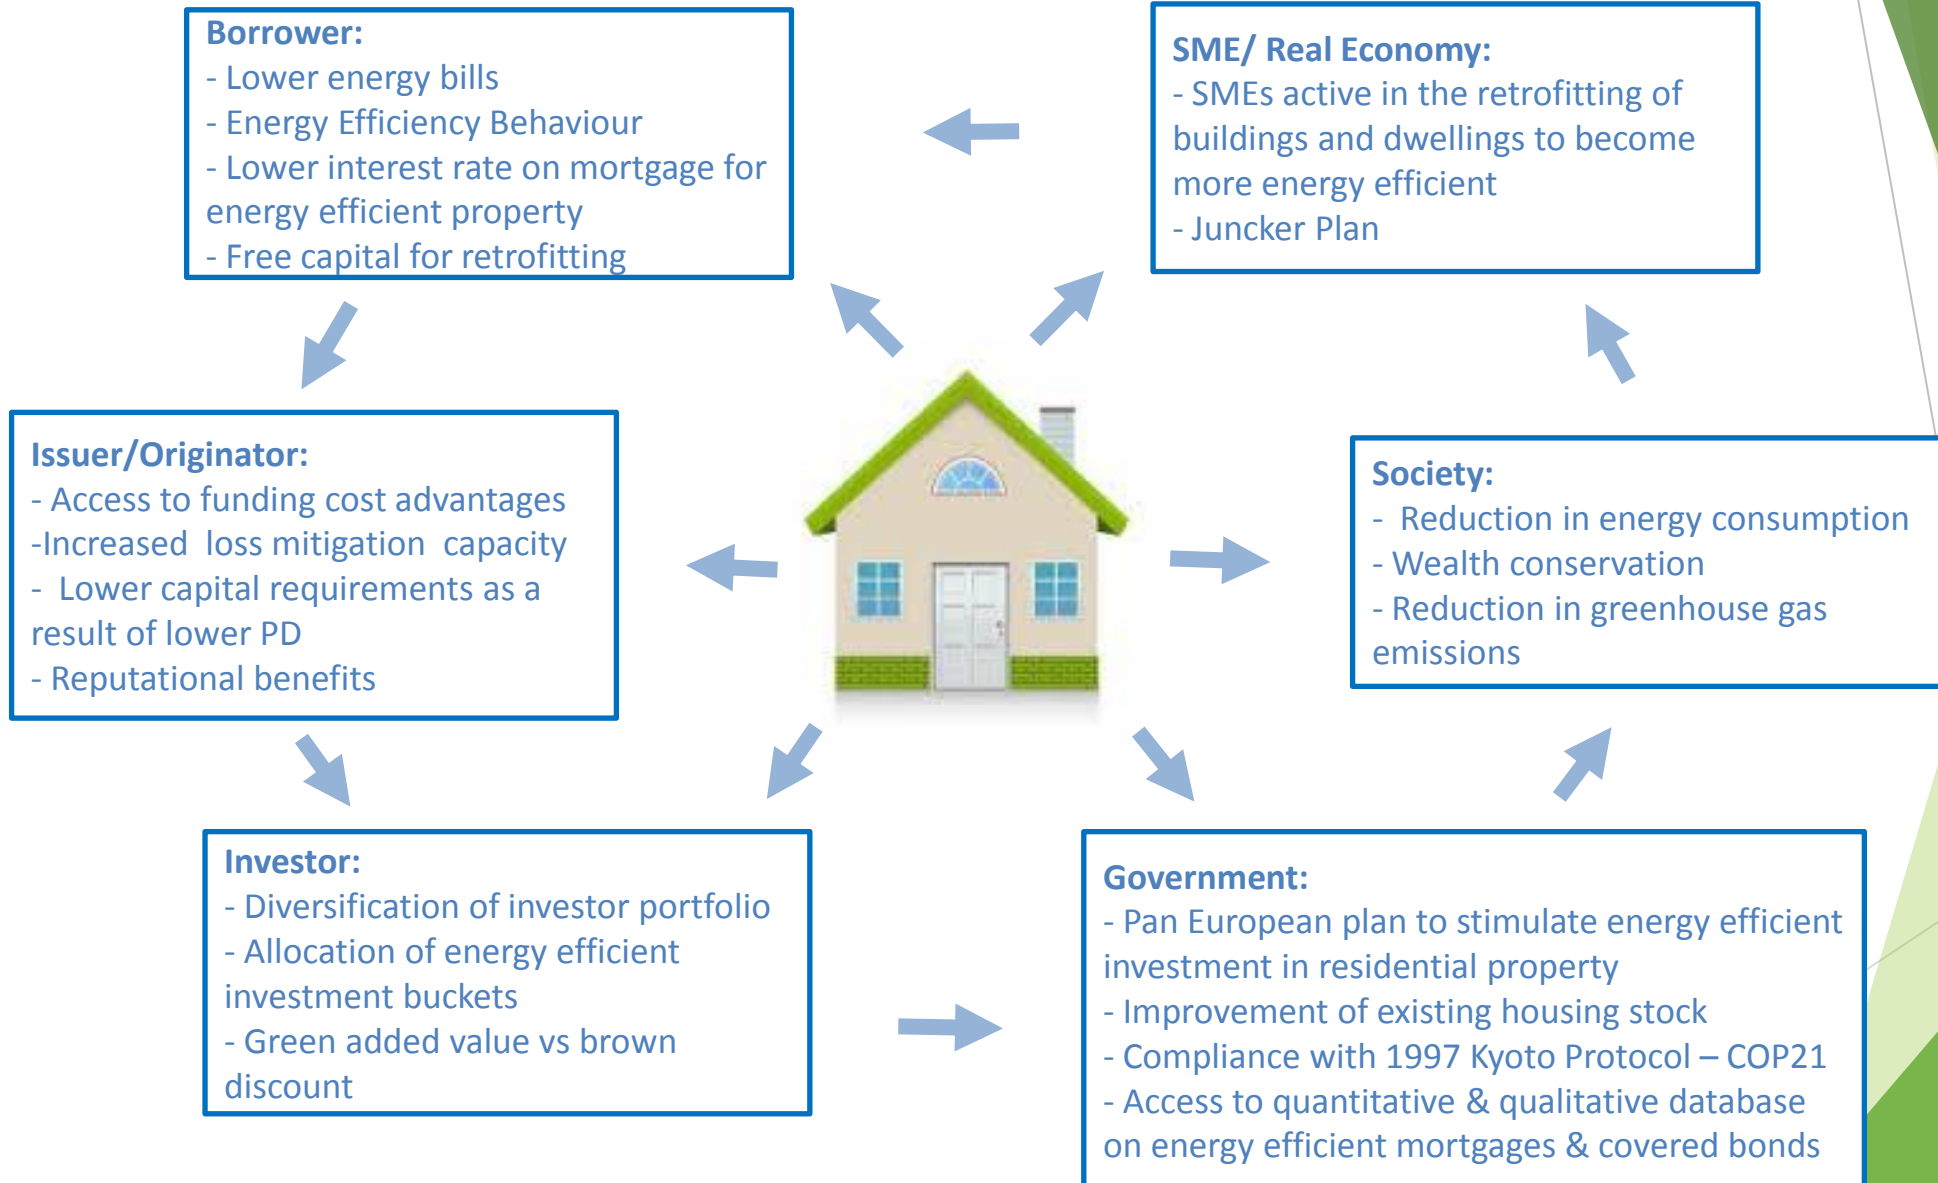 Borrower:
- Lower energy bills
- Energy Efficiency Behaviour
- Lower interest rate on mortgage for
energy efficient property
- Free capital for retrofitting
SME/ Real Economy:
- SMEs active in the retrofitting of
buildings and dwellings to become
more energy efficient
- Juncker Plan
Issuer/Originator:
- Access to funding cost advantages
-Increased loss mitigation capacity
- Lower capital requirements as a
result of lower PD
- Reputational benefits
Society:
- Reduction in energy consumption
- Wealth conservation
- Reduction in greenhouse gas
emissions
Investor:
- Diversification of investor portfolio
- Allocation of energy efficient
investment buckets
- Green added value vs brown
discount
Government:
- Pan European plan to stimulate energy efficient
investment in residential property
- Improvement of existing housing stock
- Compliance with 1997 Kyoto Protocol – COP21
- Access to quantitative & qualitative database
on energy efficient mortgages & covered bonds